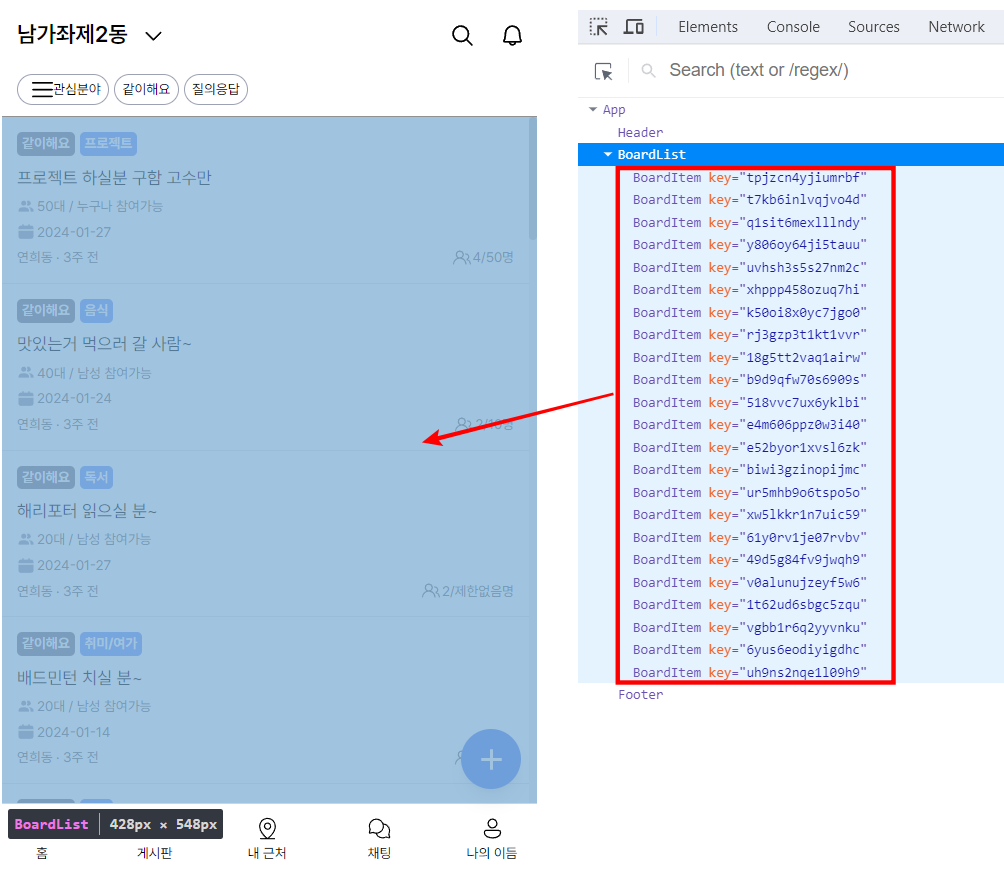 남가좌제2동
관심분야 같이해요 질의응답
같이해요 프로젝트
프로젝트 하실분 구함 고수만
50대 / 누구나 참여가능
2024-01-27
연희동 · 3주 전 4/50명
같이해요 음식
맛있는거 먹으러 갈 사람~
40대 / 남성 참여가능
2024-01-24
연희동 · 3주 전
같이해요 독서
해리포터 읽으실 분~
20대 / 남성 참여가능
2024-01-27
연희동 · 3주 전 2/제한없음명
같이해요 취미/여가
배드민턴 치실 분~
20대 / 남성 참여가능
2024-01-14
연희동 · 3주 전
BoardList 428px × 548px
홈 게시판 내 근처 채팅 나의 이듬
Elements Console Sources Network
Search (text or /regex/)
App
Header
BoardList
BoardItem key="tpjzcn4yjiumrbf"
BoardItem key="t7kb6inlvqjvo4d"
BoardItem key="q1sit6mexlllndy"
BoardItem key="y806oy64ji5tauu"
BoardItem key="uvhsh3s5s27nm2c"
BoardItem key="xhppp458ozuq7hi"
BoardItem key="k50oi8x0yc7jgo0"
BoardItem key="rj3gzp3t1kt1vvr"
BoardItem key="18g5tt2vaq1airw"
BoardItem key="b9d9qfw70s6909s"
BoardItem key="518vvc7ux6yklbi"
BoardItem key="e4m606ppz0w3i40"
BoardItem key="e52byor1xvsl6zk"
BoardItem key="biwi3gzinopijmc"
BoardItem key="ur5mhb9o6tspo5o"
BoardItem key="xw5lkkr1n7uic59"
BoardItem key="61y0rv1je07rvbv"
BoardItem key="49d5g84fv9jwqh9"
BoardItem key="v0alunujzeyf5w6"
BoardItem key="1t62ud6sbgc5zqu"
BoardItem key="vgbb1r6q2yyvnku"
BoardItem key="6yus6eodiyigdhc"
BoardItem key="uh9ns2nqe1l09h9"
Footer